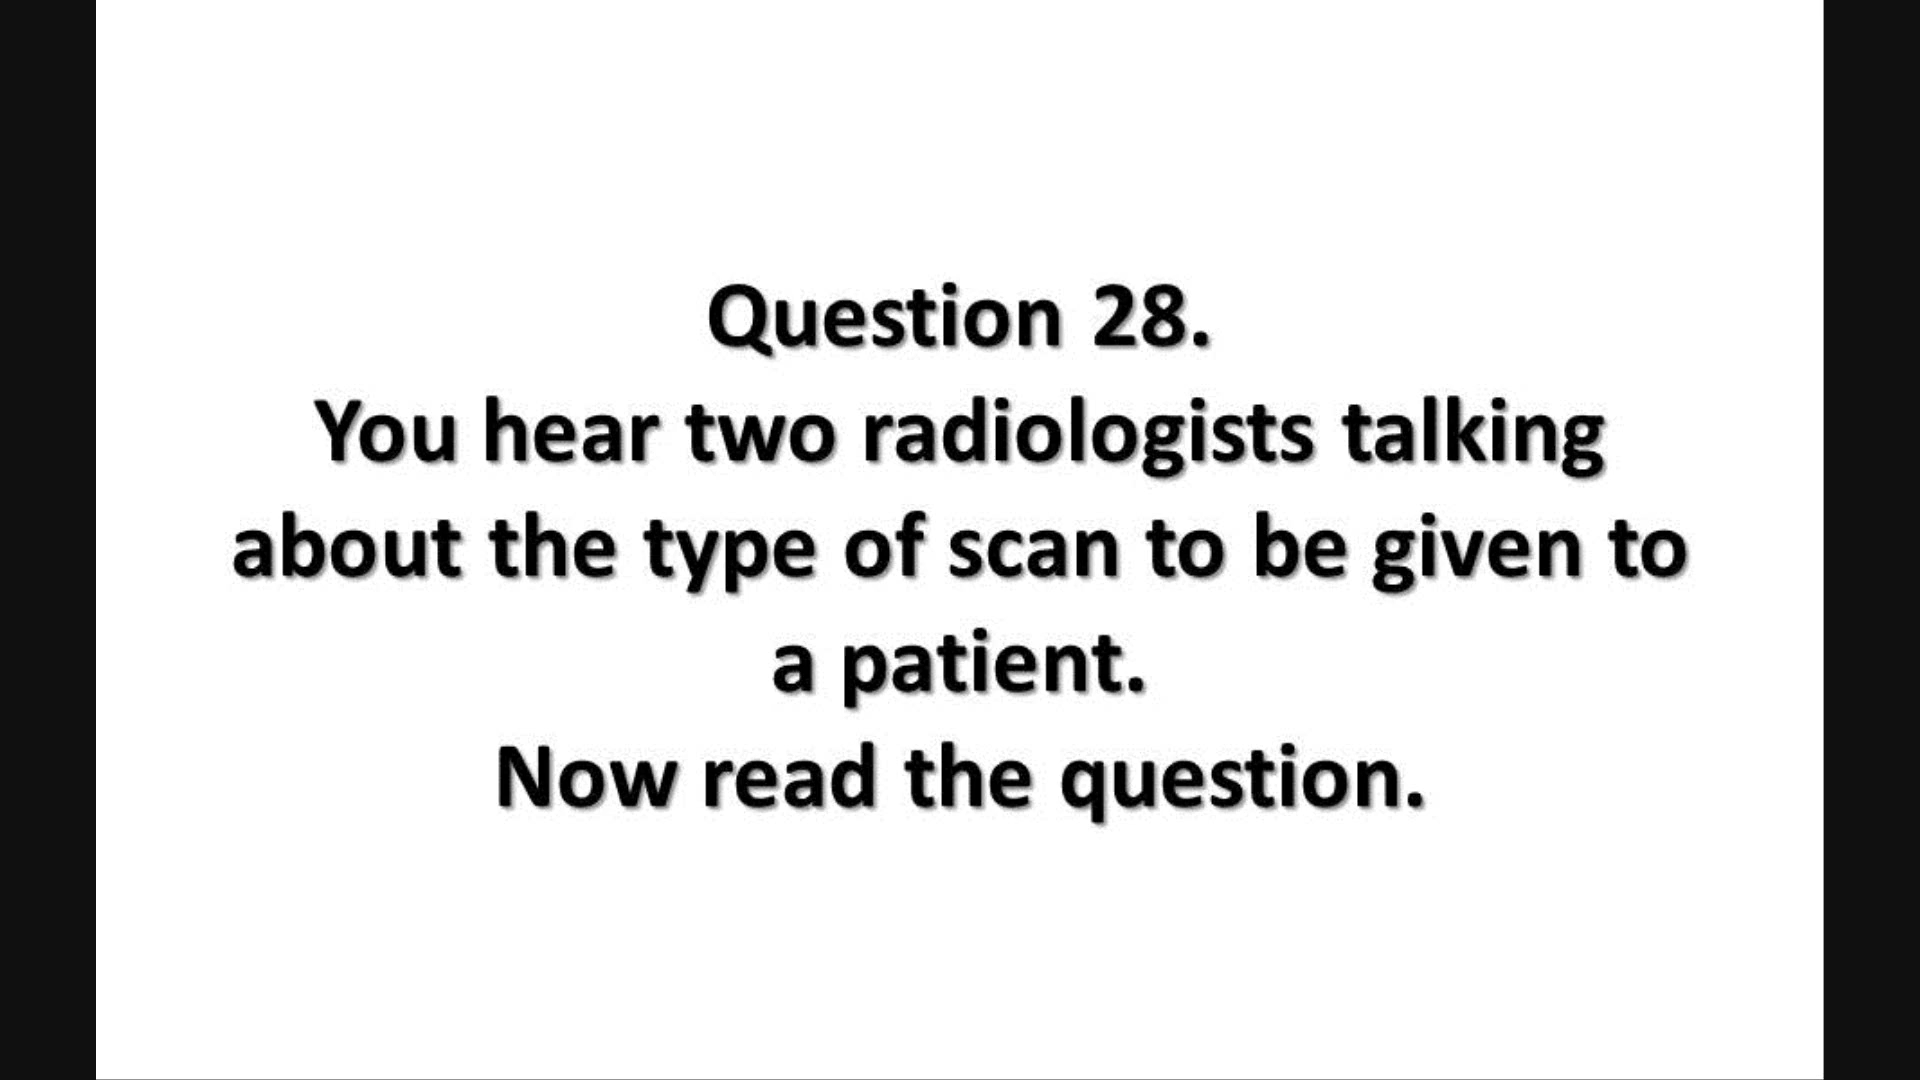 Question 28.
You hear two radiologists talking
about the type of scan to be given to
a patient.
Now read the question.